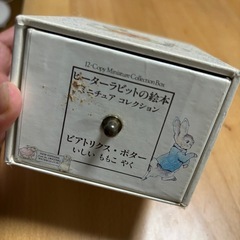 12-Copy Miniature Collection Box
ピーターラビットの絵本
ミニチュア コレクション
ビアトリクス・ポター
いしい ももこ やく